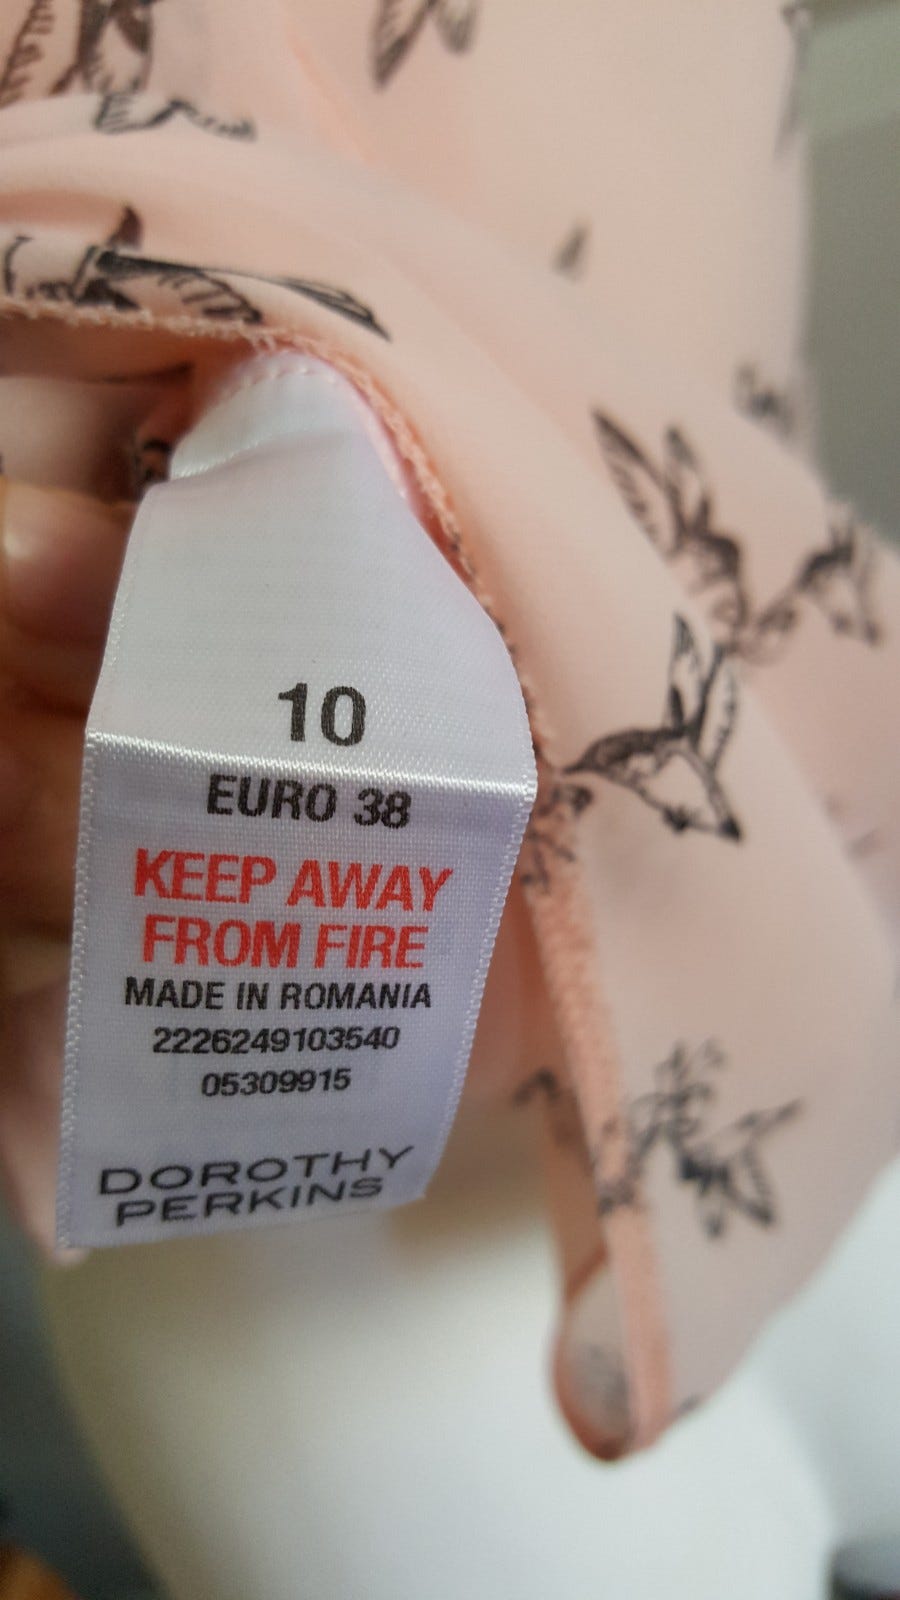 10
EURO 38
KEEP AWAY
FROM FIRE
MADE IN ROMANIA
2226249103540
05309915
DOROTHY
PERKINS